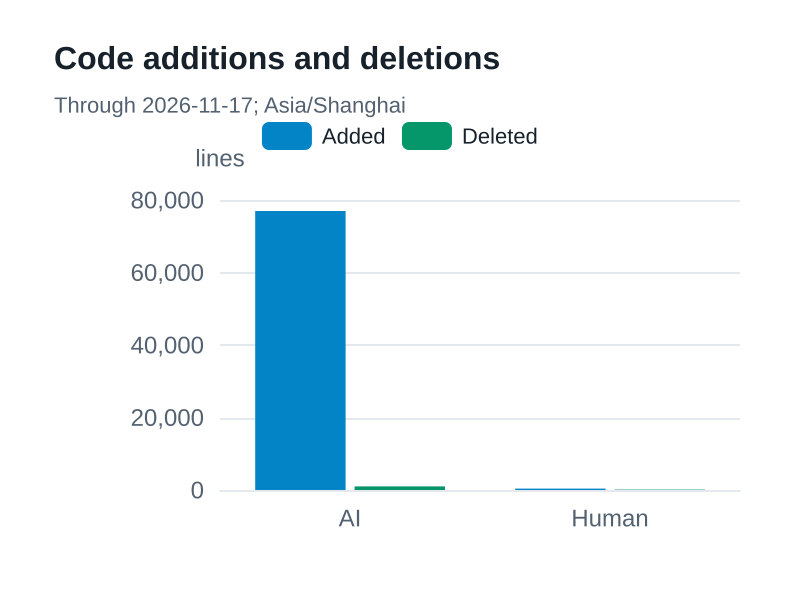 Code additions and deletions
Through 2026-11-17; Asia/Shanghai
Added Deleted
lines
80,000
60,000
40,000
20,000
0
AI Human